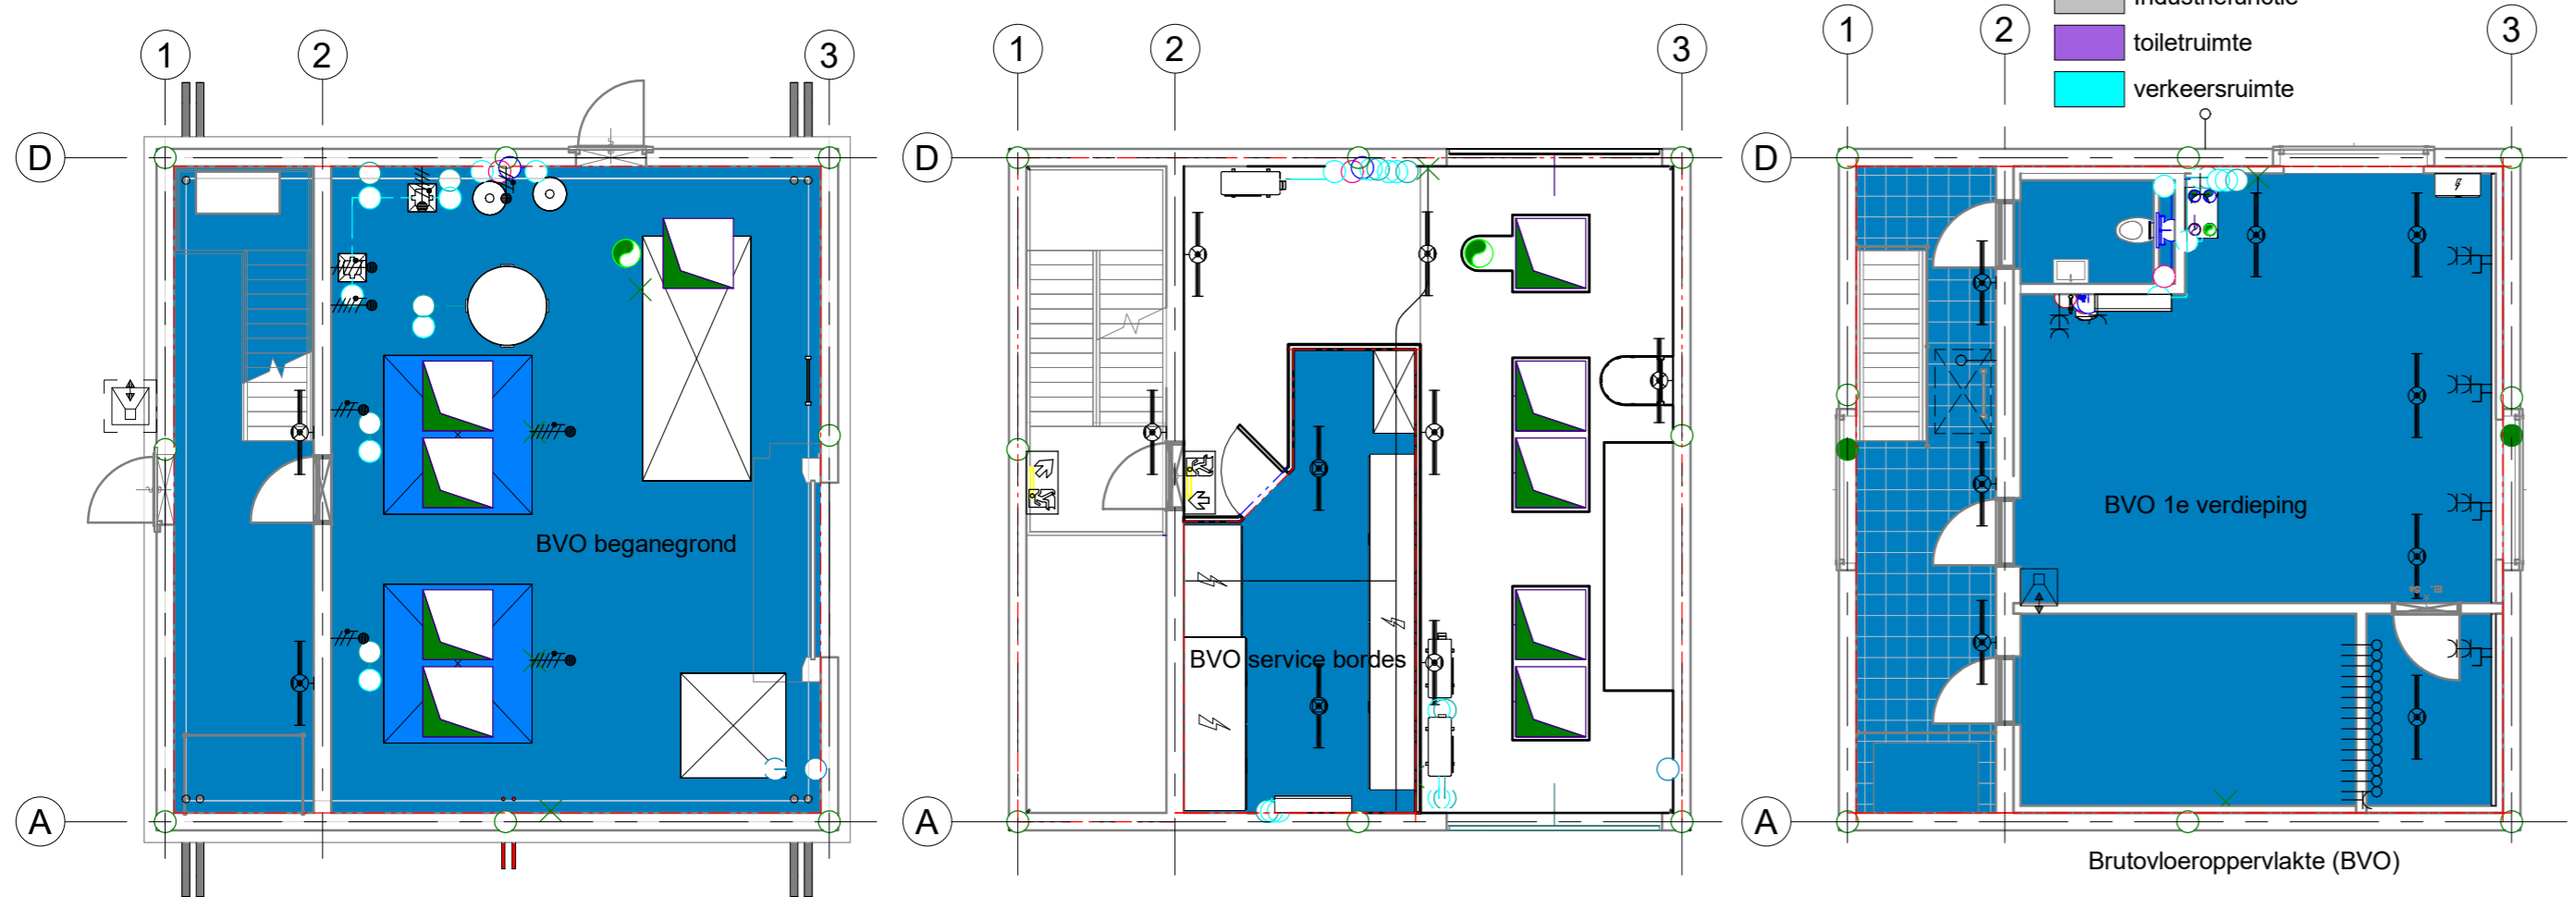 Industriefunctie
toiletruimte
verkeersruimte
1
2
3
1
2
3
1
2
3
D
D
D
BVO beganegrond
BVO service bordes
BVO 1e verdieping
A
A
A
Brutovloeroppervlakte (BVO)